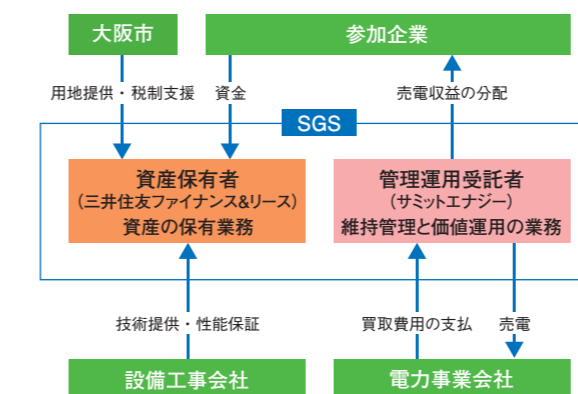 大阪市
参加企業
用地提供・税制支援
資金
売電収益の分配
SGS
資産保有者
(三井住友ファイナンス&リース)
資産の保有業務
管理運用受託者
(サミットエナジー)
維持管理と価値運用の業務
技術提供・性能保証
買取費用の支払
売電
設備工事会社
電力事業会社